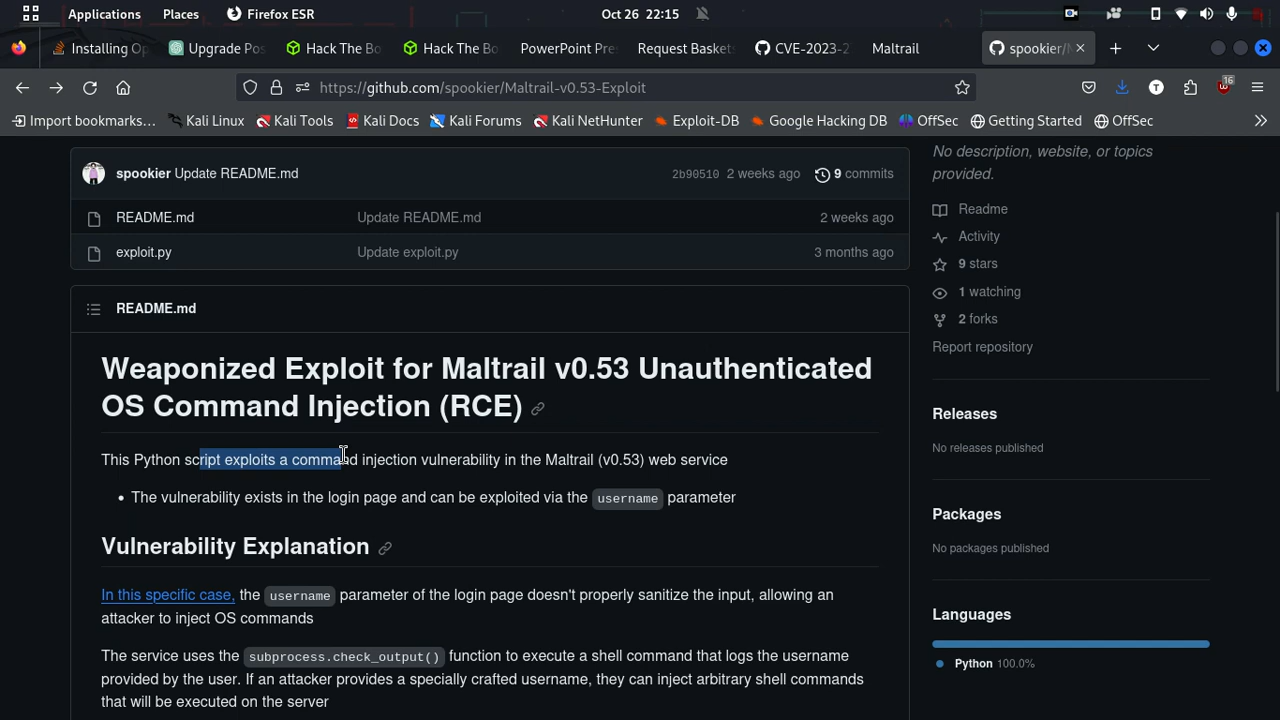 Applications Places Firefox ESR Oct 26 22:15
Installing Op Upgrade Pos Hack The Bo Hack The Bo PowerPoint Pres Request Baskets CVE-2023-2 Maltrail spookier/M
https://github.com/spookier/Maltrail-v0.53-Exploit T 16
Import bookmarks... Kali Linux Kali Tools Kali Docs Kali Forums Kali NetHunter Exploit-DB Google Hacking DB OffSec Getting Started OffSec
No description, website, or topics
provided.
spookier Update README.md 2b90510 2 weeks ago 9 commits
README.md Update README.md 2 weeks ago
exploit.py Update exploit.py 3 months ago
Readme
Activity
9 stars
1 watching
2 forks
Report repository
README.md
Weaponized Exploit for Maltrail v0.53 Unauthenticated
OS Command Injection (RCE)
This Python script exploits a command injection vulnerability in the Maltrail (v0.53) web service
• The vulnerability exists in the login page and can be exploited via the username parameter
Vulnerability Explanation
In this specific case, the username parameter of the login page doesn't properly sanitize the input, allowing an
attacker to inject OS commands
The service uses the subprocess.check_output() function to execute a shell command that logs the username
provided by the user. If an attacker provides a specially crafted username, they can inject arbitrary shell commands
that will be executed on the server
Releases
No releases published
Packages
No packages published
Languages
Python 100.0%